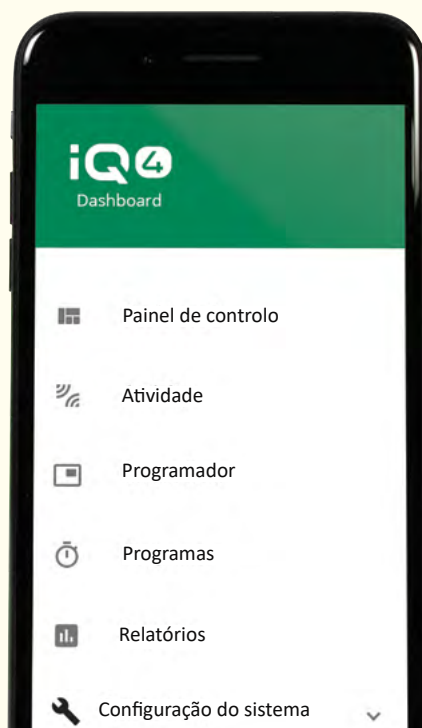 iQ4
Dashboard
Painel de controlo
Atividade
Programador
Programas
Relatórios
Configuração do sistema